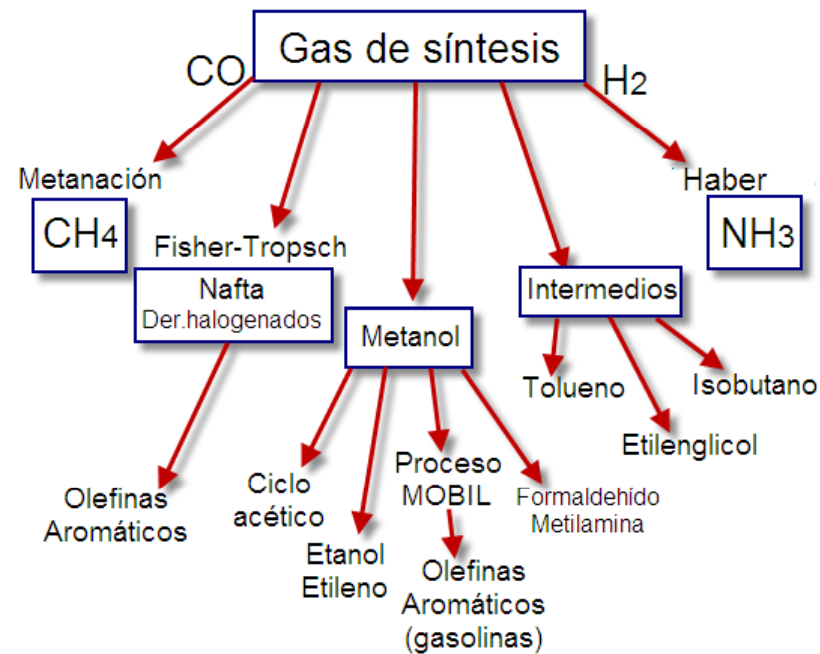 Gas de síntesis
CO
H2
Metanación
CH4
Fisher-Tropsch
Nafta
Der.halogenados
Metanol
Intermedios
Haber
NH3
Olefinas
Aromáticos
Ciclo
acético
Etanol
Etileno
Proceso
MOBIL
Olefinas
Aromáticos
(gasolinas)
Formaldehído
Metilamina
Tolueno
Etilenglicol
Isobutano